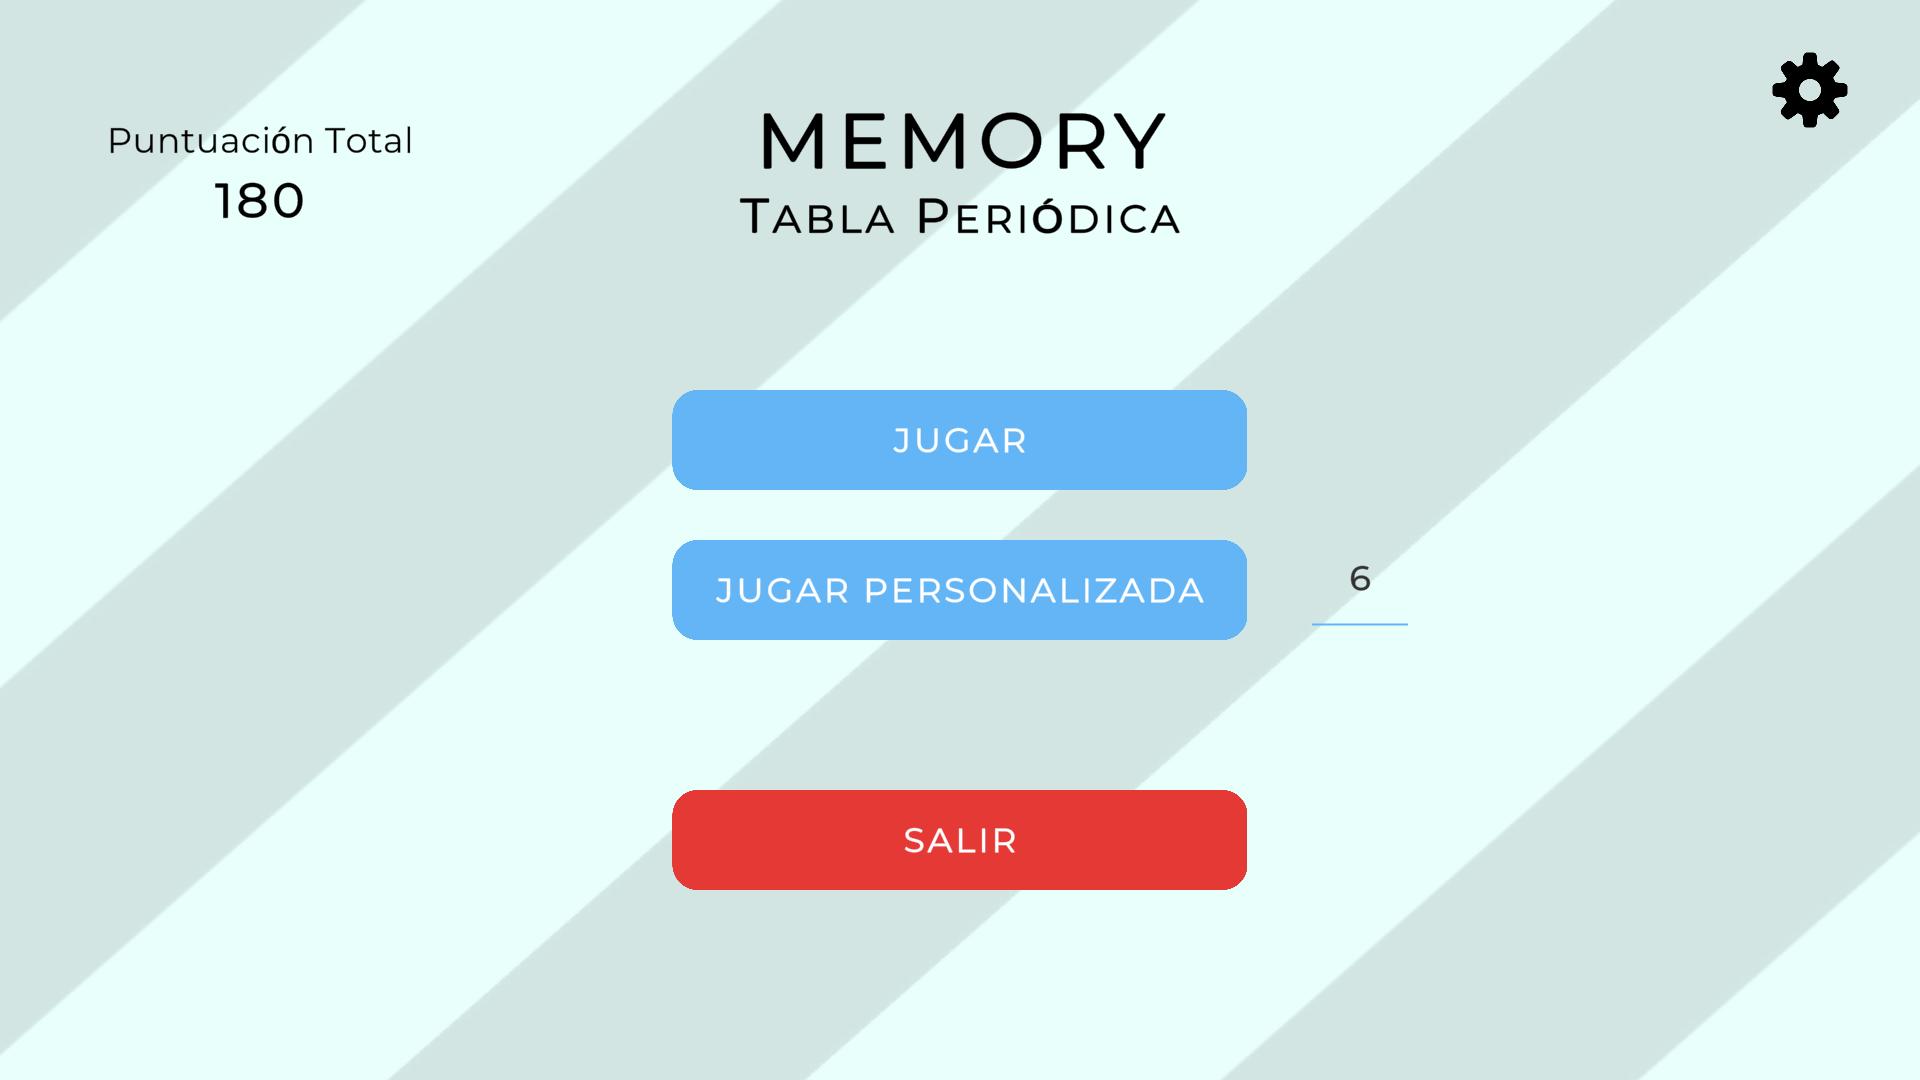 Puntuación Total
180
MEMORY
TABLA PERIÓDICA
JUGAR
JUGAR PERSONALIZADA
6
SALIR